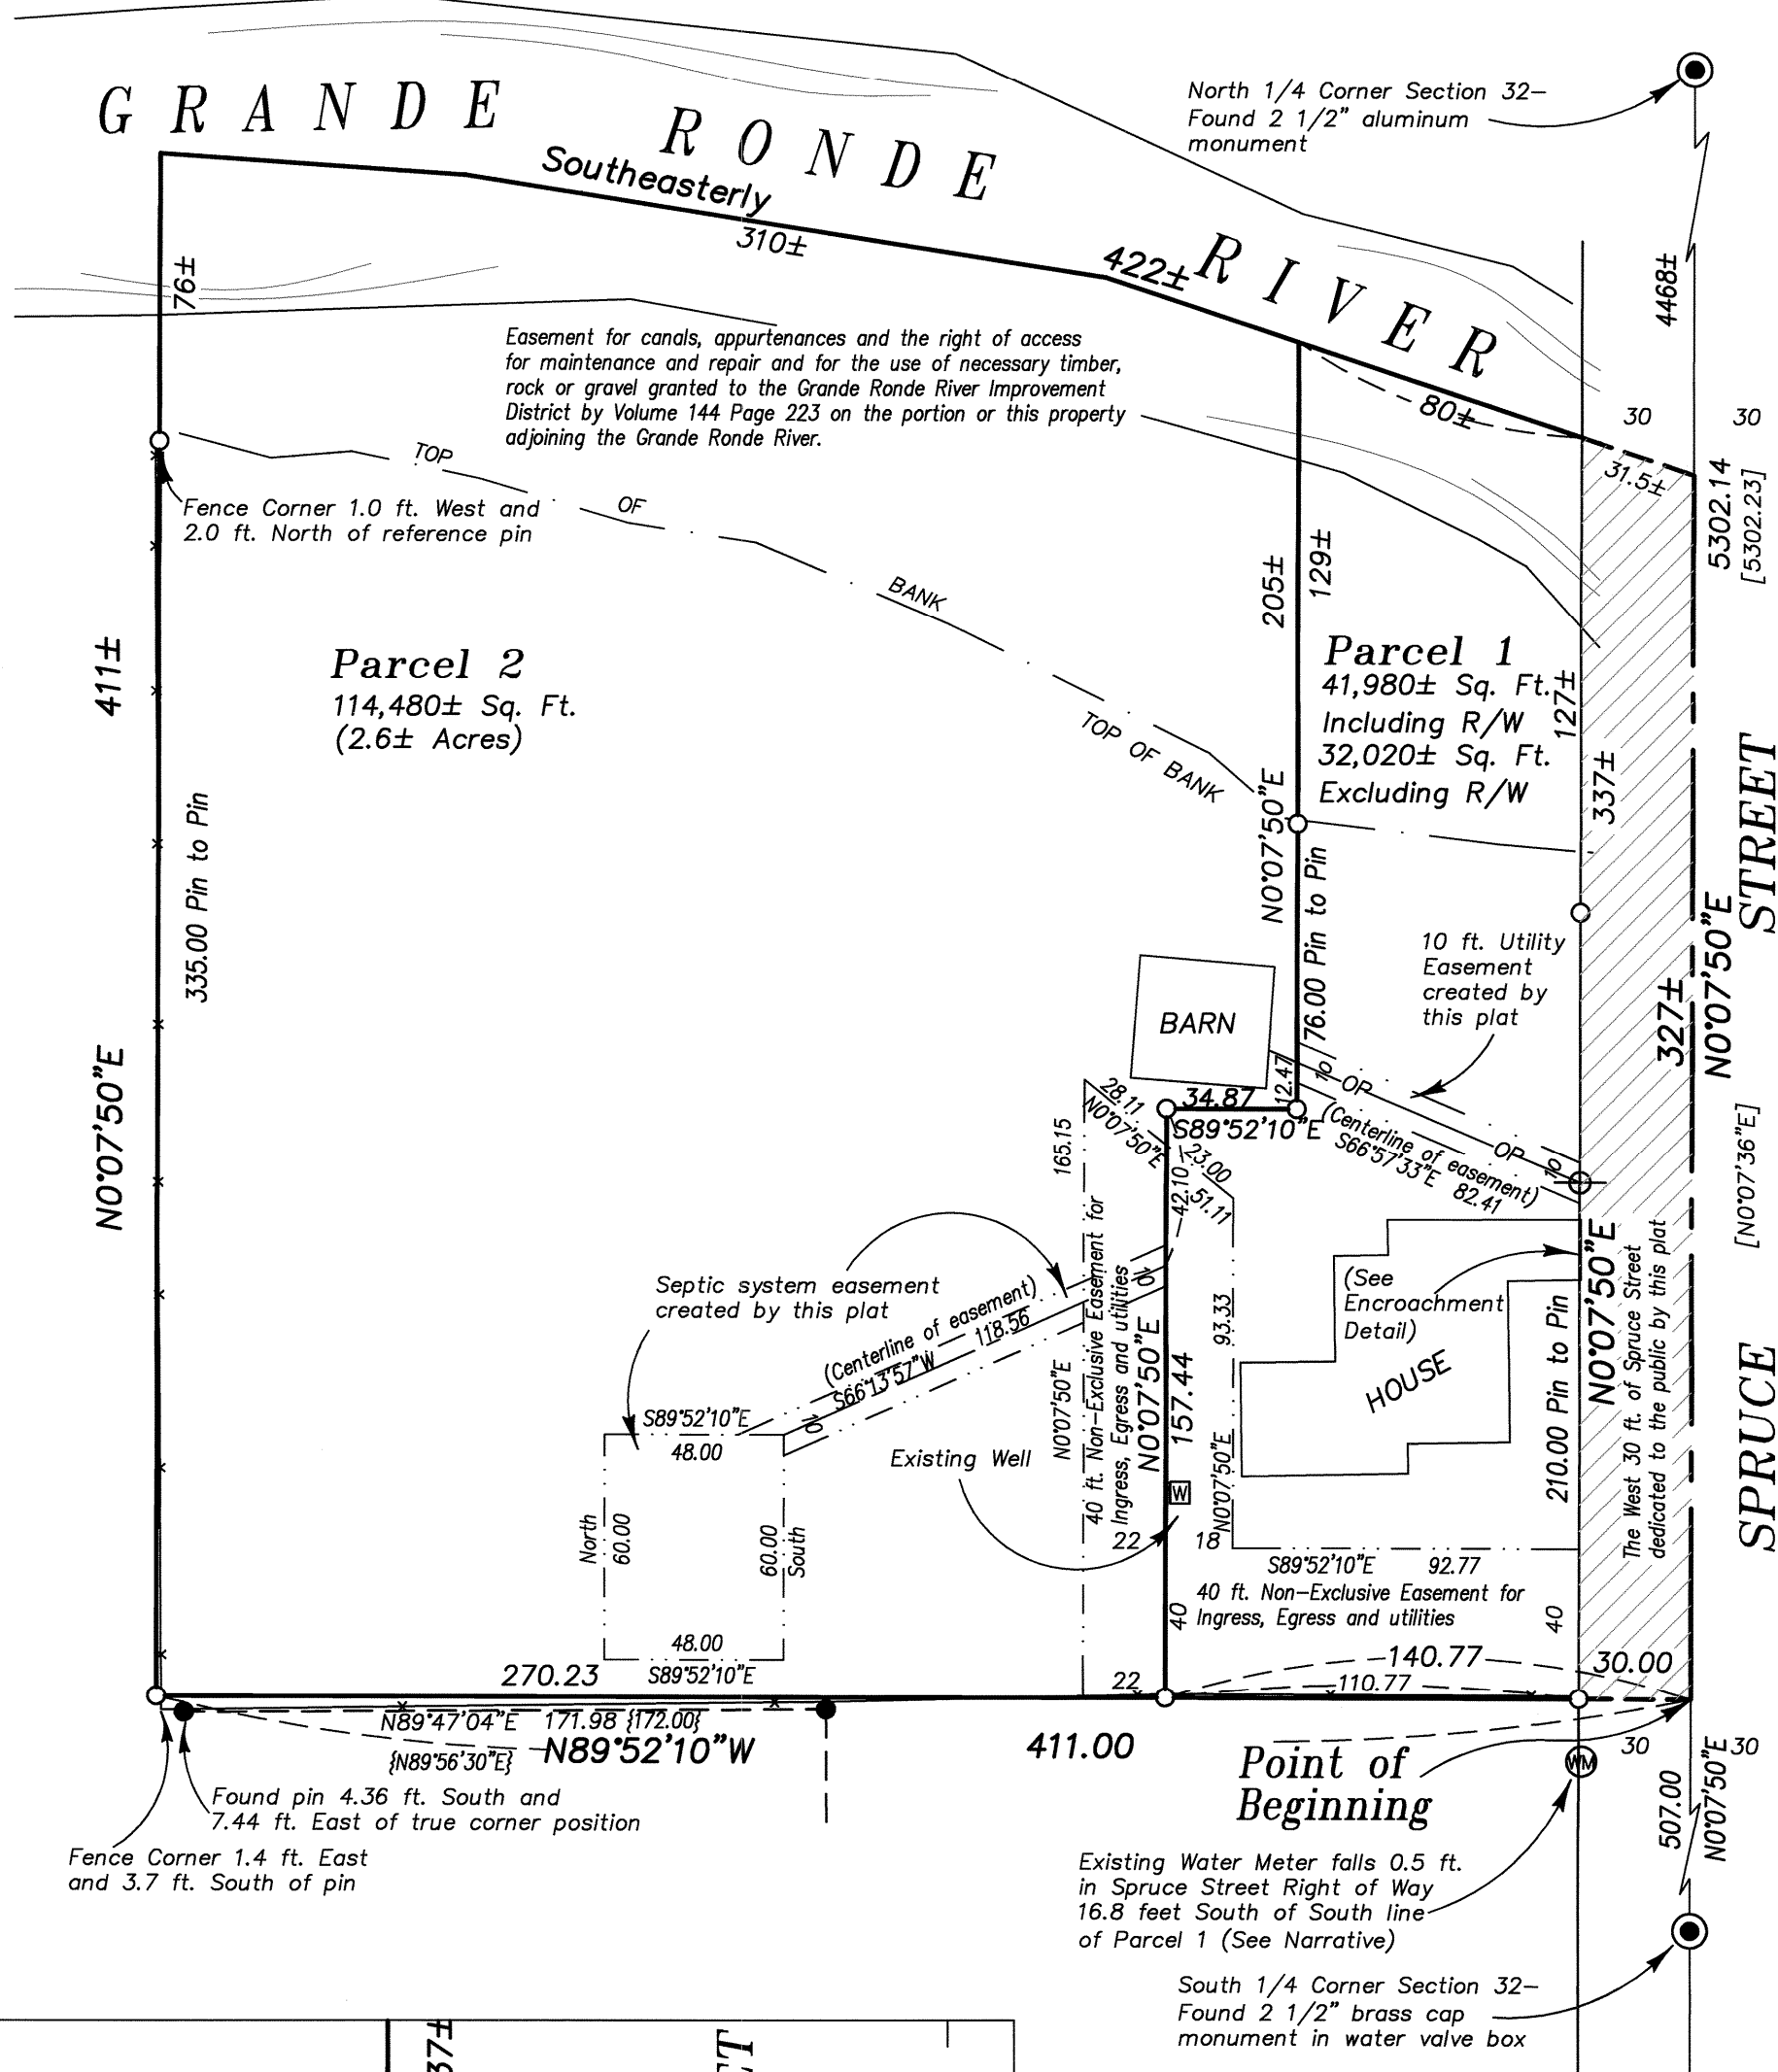 GRANDE RONDE RIVER
North 1/4 Corner Section 32-
Found 2 1/2" aluminum
monument
Southeasterly
310±
422±
76±
4468±
Easement for canals, appurtenances and the right of access
for maintenance and repair and for the use of necessary timber,
rock or gravel granted to the Grande Ronde River Improvement
District by Volume 144 Page 223 on the portion or this property
adjoining the Grande Ronde River.
80±
30
30
31.5±
5302.14
[5302.23]
TOP
OF
BANK
TOP OF BANK
Fence Corner 1.0 ft. West and
2.0 ft. North of reference pin
205±
129±
411±
Parcel 2
114,480± Sq. Ft.
(2.6± Acres)
Parcel 1
41,980± Sq. Ft.
Including R/W
32,020± Sq. Ft.
Excluding R/W
127±
337±
STREET
335.00 Pin to Pin
N0°07'50"E
N0°07'50"E
76.00 Pin to Pin
10 ft. Utility
Easement
created by
this plat
327±
N0°07'50"E
[N0°07'36"E]
BARN
12.47
10
OP
OP
10
28.11
N0°07'50"E
34.87
S89°52'10"E
(Centerline of easement)
S66°57'33"E 82.41
165.15
23.00
42.10
51.11
Septic system easement
created by this plat
(Centerline of easement)
118.56
S66°13'57"W
10
10
40 ft. Non-Exclusive Easement for
Ingress, Egress and utilities
N0°07'50"E
N0°07'50"E
157.44
93.33
N0°07'50"E
(See
Encroachment
Detail)
HOUSE
210.00 Pin to Pin
N0°07'50"E
The West 30 ft. of Spruce Street
dedicated to the public by this plat
SPRUCE
S89°52'10"E
48.00
North
60.00
60.00
South
48.00
S89°52'10"E
Existing Well
W
22
18
S89°52'10"E 92.77
40 ft. Non-Exclusive Easement for
Ingress, Egress and utilities
40
40
270.23
22
140.77
110.77
30.00
N89°47'04"E 171.98 {172.00}
{N89°56'30"E}
N89°52'10"W
411.00
Point of
Beginning
WM
30
30
507.00
N0°07'50"E
Found pin 4.36 ft. South and
7.44 ft. East of true corner position
Fence Corner 1.4 ft. East
and 3.7 ft. South of pin
Existing Water Meter falls 0.5 ft.
in Spruce Street Right of Way
16.8 feet South of South line
of Parcel 1 (See Narrative)
South 1/4 Corner Section 32-
Found 2 1/2" brass cap
monument in water valve box
37±
ET